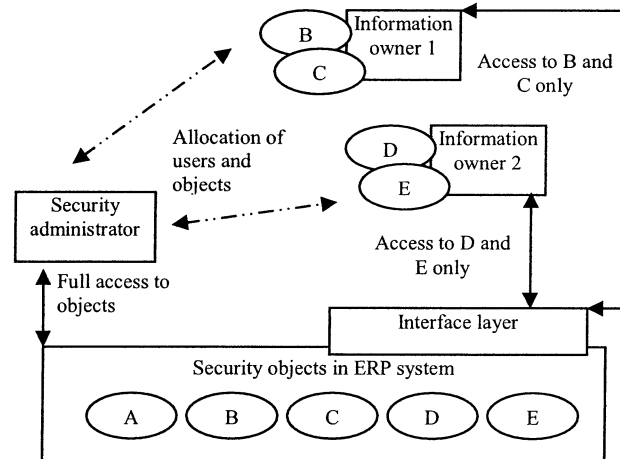 B
C
Information
owner 1
Access to B and
C only
Allocation of
users and
objects
D
E
Information
owner 2
Security
administrator
Access to D and
E only
Full access to
objects
Interface layer
Security objects in ERP system
A
B
C
D
E